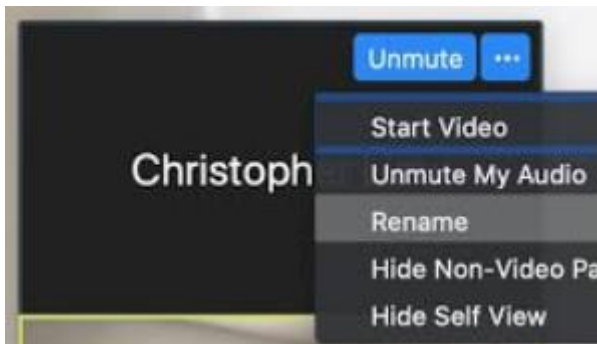 Unmute ...
Start Video
Christoph
Unmute My Audio
Rename
Hide Non-Video Pa
Hide Self View